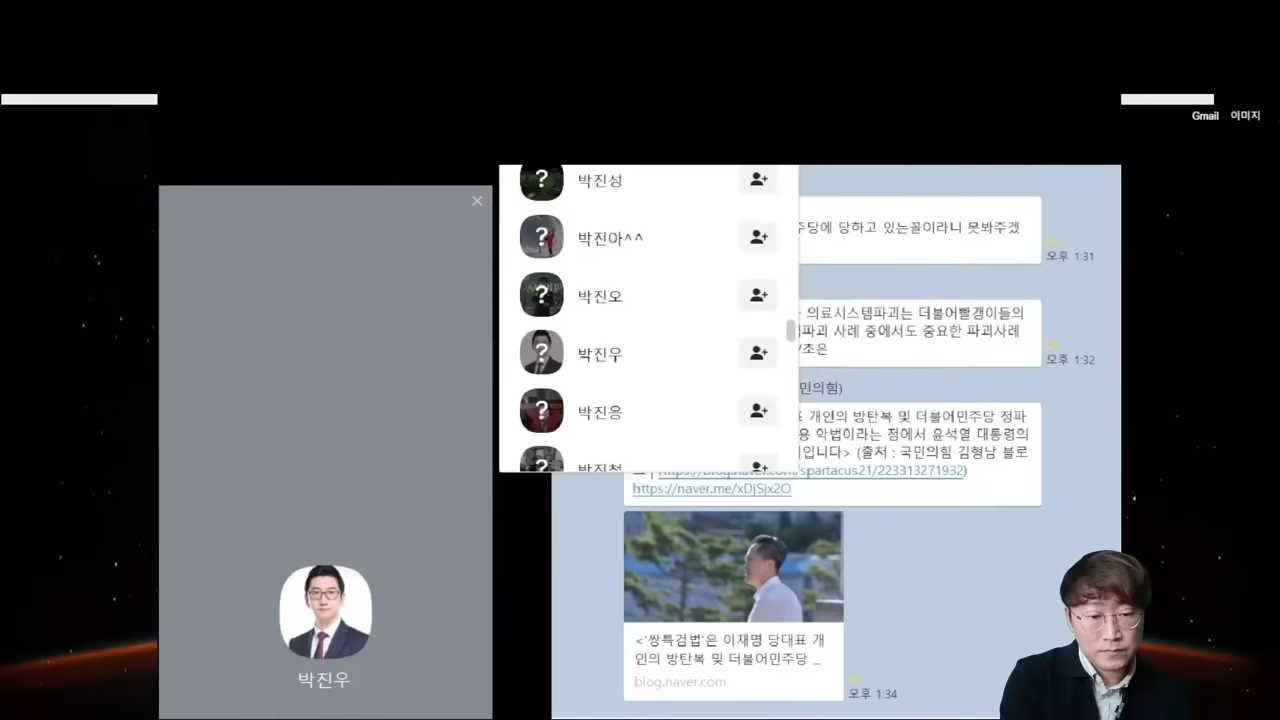 Gmail 이미지
박진성
박진아^^
박진오
박진우
박진응
당에 당하고 있는꼴이라니 못봐주겠
오후 1:31
의료시스템파괴는 더불어빨갱이들의
파괴 사례 중에서도 중요한 파괴사례
초은
오후 1:32
민의힘)
개인의 방탄복 및 더불어민주당 정파
용 악법이라는 점에서 윤석열 대통령의
입니다> (출처 : 국민의힘 김형남 블로
https://blog.naver.com/spartacus21/223313271932)
https://naver.me/xDjSjx2O
<'쌍특검법'은 이재명 당대표 개
인의 방탄복 및 더불어민주당 ...
blog.naver.com
오후 1:34
박진우